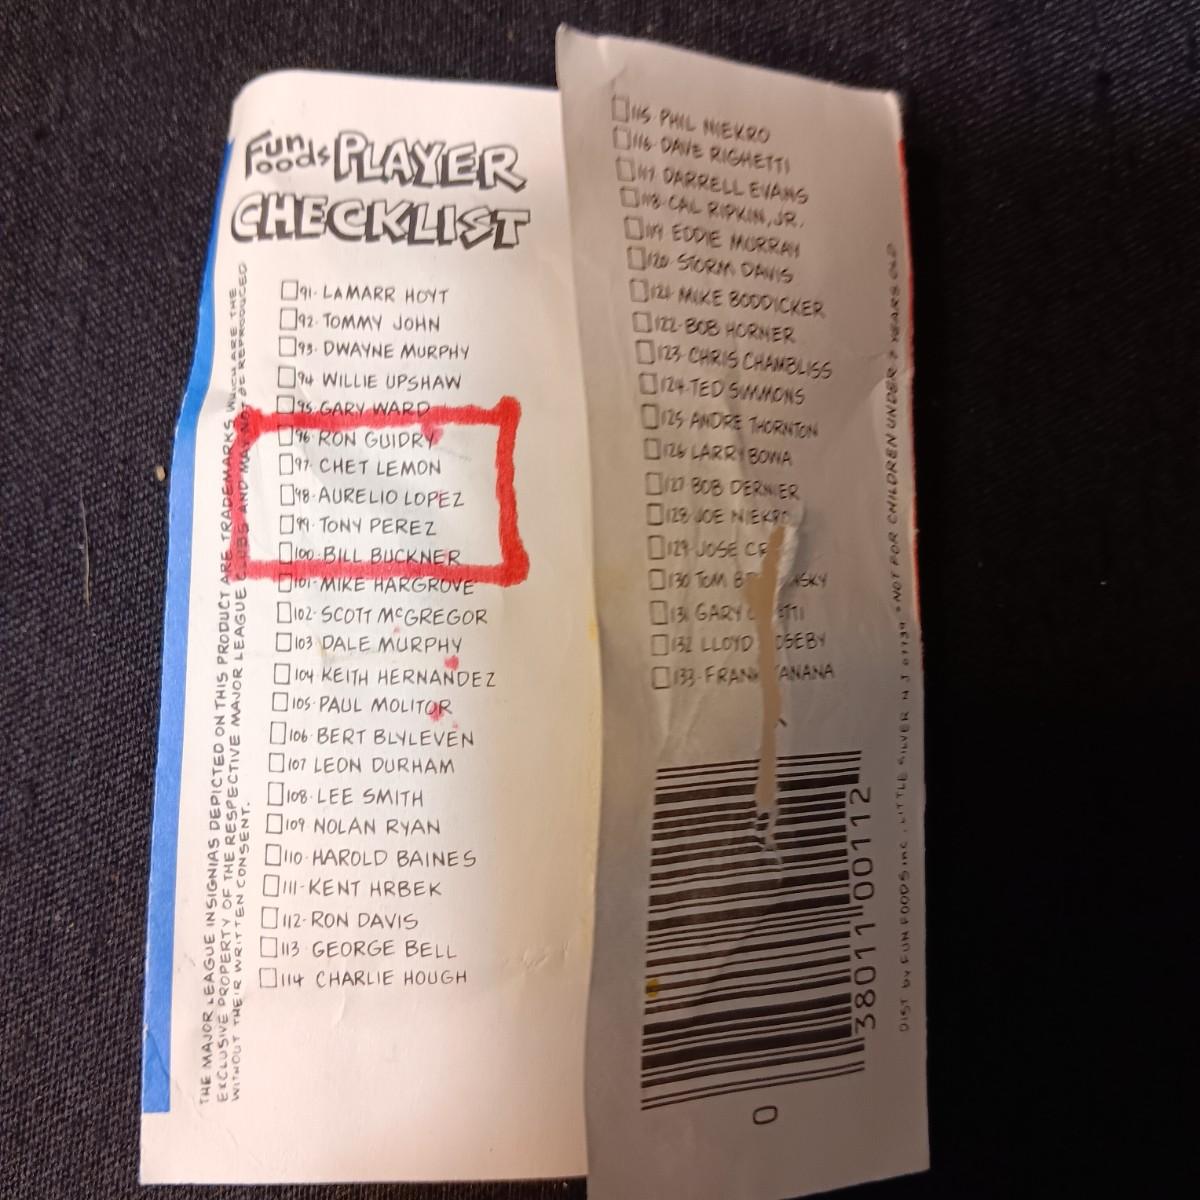 Fun Foods PLAYER
CHECKLIST
91· LAMARR HOYT
92· TOMMY JOHN
93· DWAYNE MURPHY
94 WILLIE UPSHAW
95· GARY WARD
96· RON GUIDRY
97· CHET LEMON
98· AURELIO LOPEZ
99· TONY PEREZ
100· BILL BUCKNER
101· MIKE HARGROVE
102· SCOTT McGREGOR
103 DALE MURPHY
104 KEITH HERNANDEZ
105· PAUL MOLITOR
106· BERT BLYLEVEN
107 LEON DURHAM
108· LEE SMITH
109 NOLAN RYAN
110· HAROLD BAINES
111- KENT HRBEK
112- RON DAVIS
113 GEORGE BELL
114 CHARLIE HOUGH
THE MAJOR LEAGUE INSIGNIAS DEPICTED ON THIS PRODUCT ARE TRADEMARKS WHICH ARE THE
EXCLUSIVE PROPERTY OF THE RESPECTIVE MAJOR LEAGUE CLUBS AND MAY NOT BE REPRODUCED
WITHOUT THEIR WRITTEN CONSENT.
115· PHIL NIEKRO
116· DAVE RIGHETTI
117· DARRELL EVANS
118· CAL RIPKIN, JR.
119 EDDIE MURRAY
120· STORM DAVIS
121· MIKE BODDICKER
122· BOB HORNER
123· CHRIS CHAMBLISS
124· TED SIMMONS
125· ANDRE THORNTON
126· LARRY BOWA
127 BOB DERNIER
128· JOE NIEKRO
129· JOSE
130 TOM
131 GARY
132 LLOYD
133· FRANK
38011 00112
0
DIST by FUN FOODS INC. LITTLE SILVER N J 07739 • NOT FOR CHILDREN UNDER 3 YEARS OLD